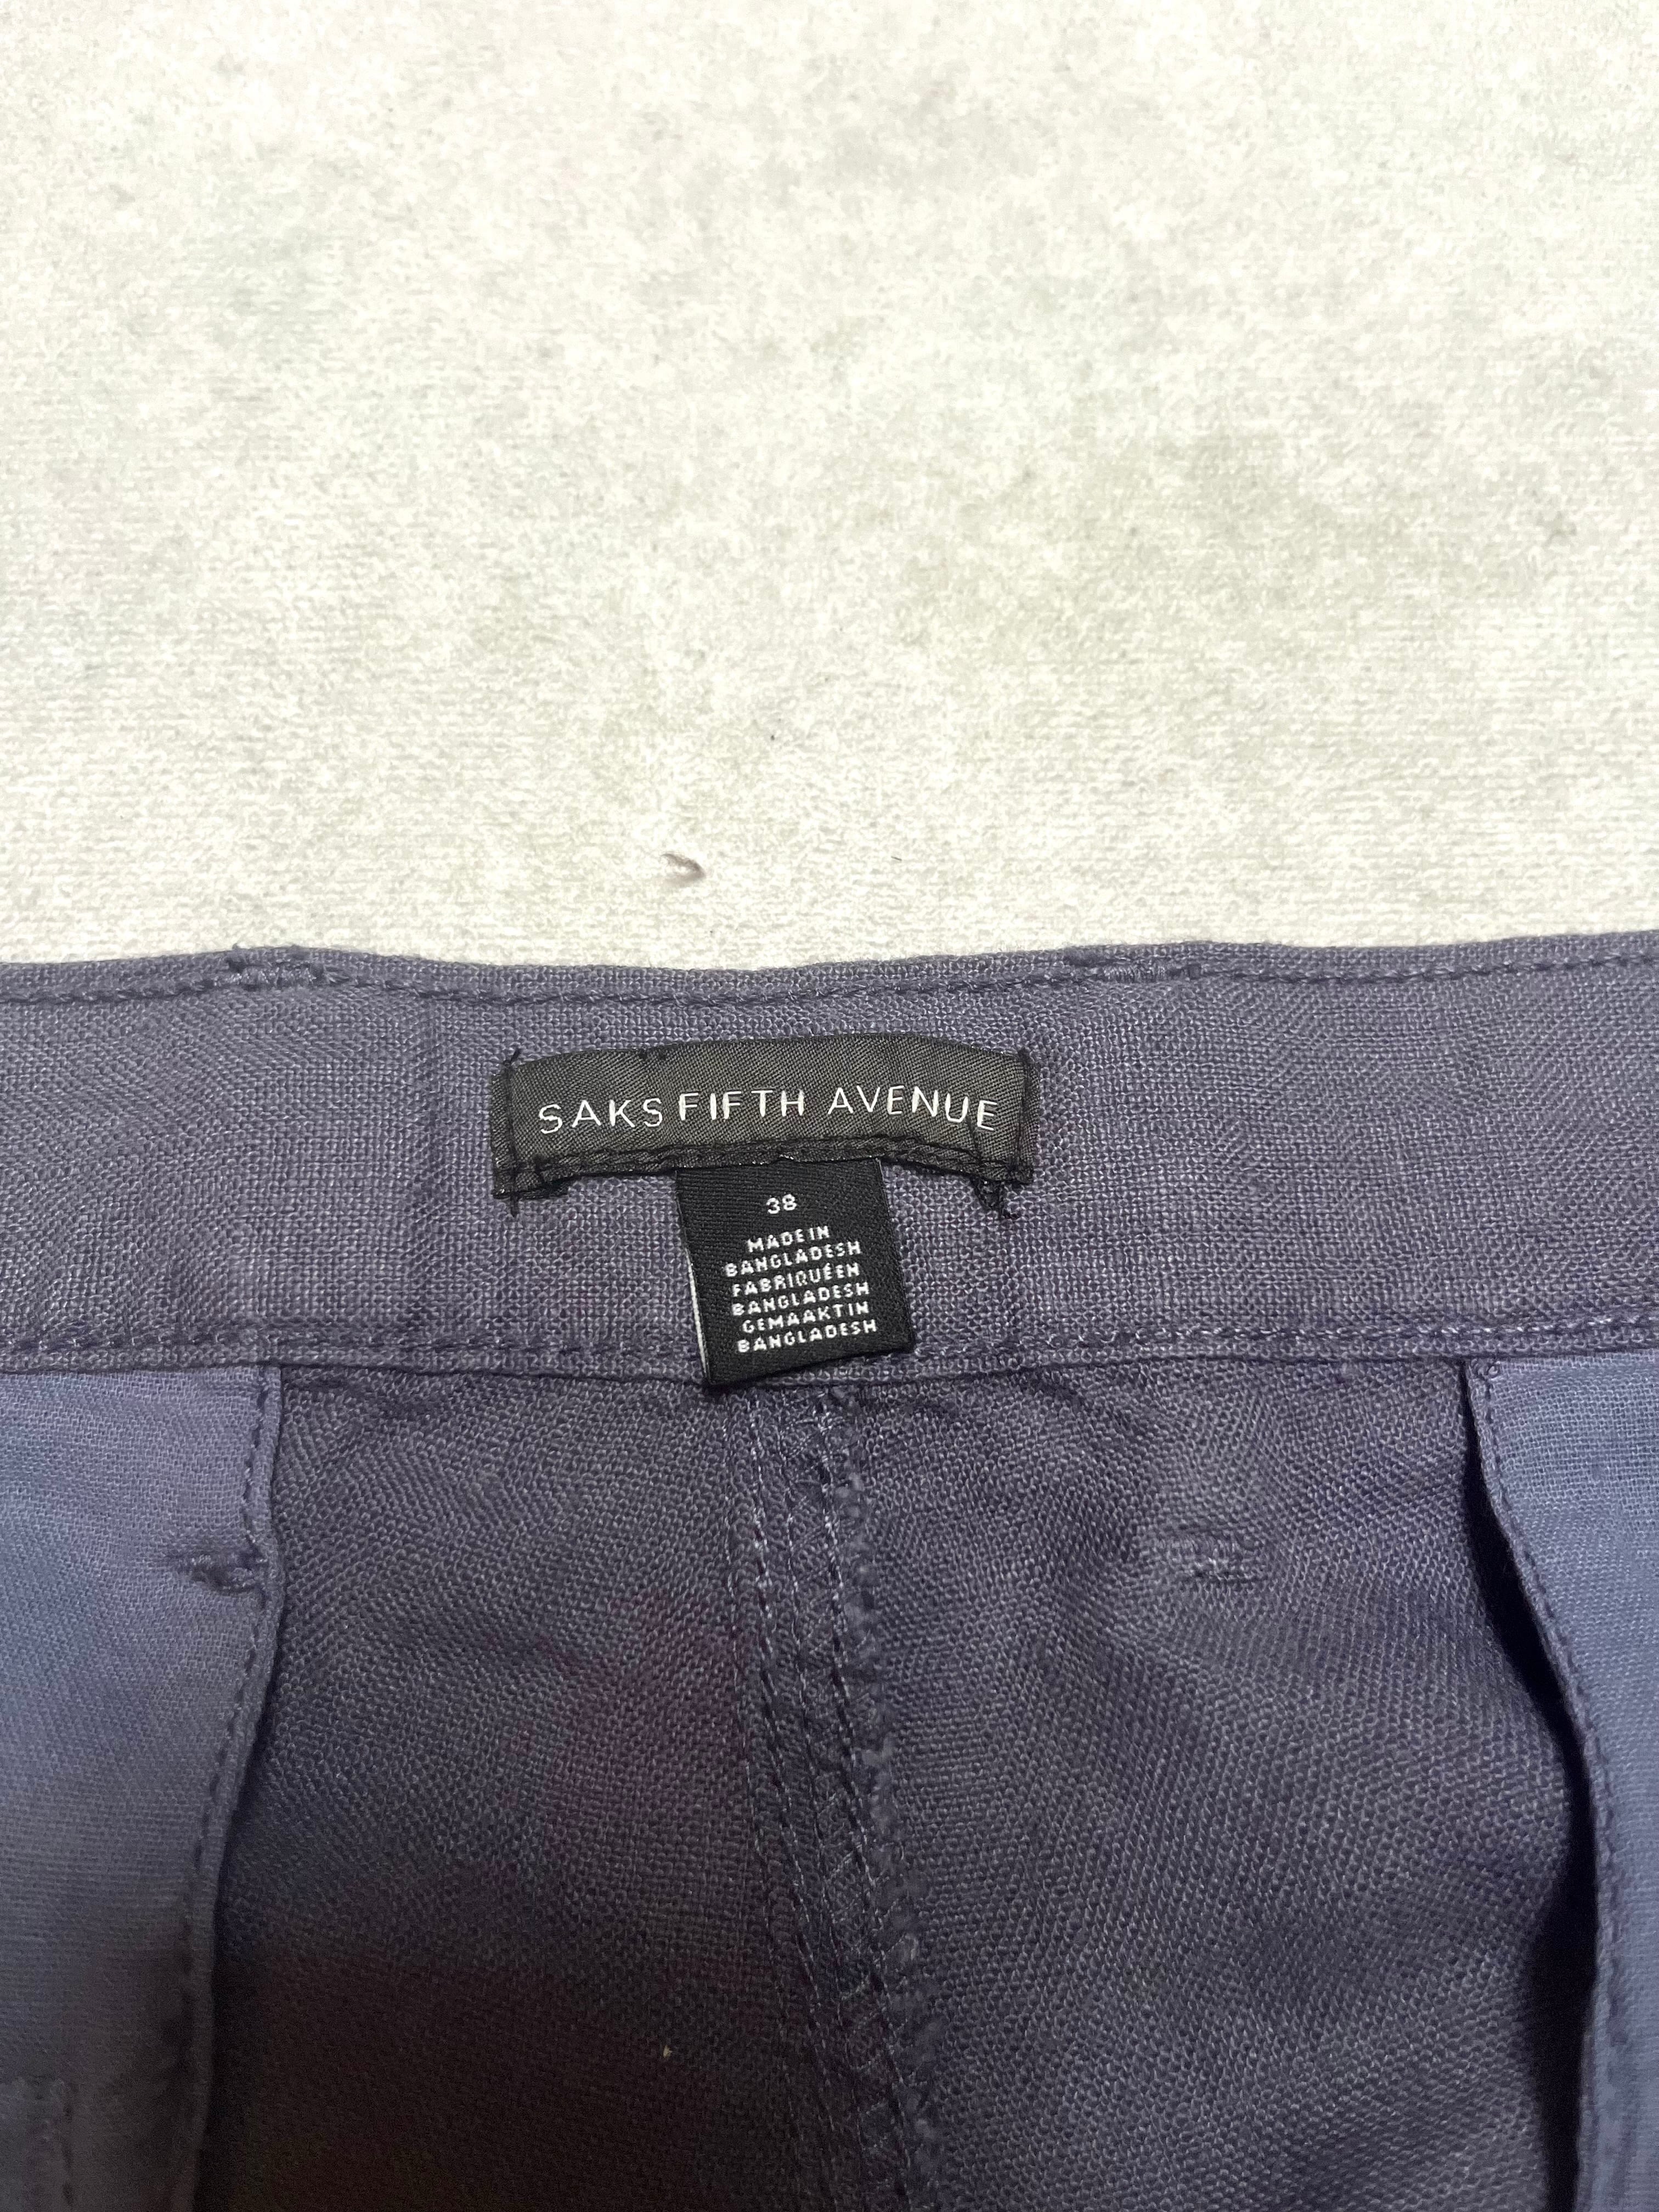 SAKS FIFTH AVENUE
38
MADE IN
BANGLADESH
FABRIQUÉ EN
BANGLADESH
GEMAAKT IN
BANGLADESH